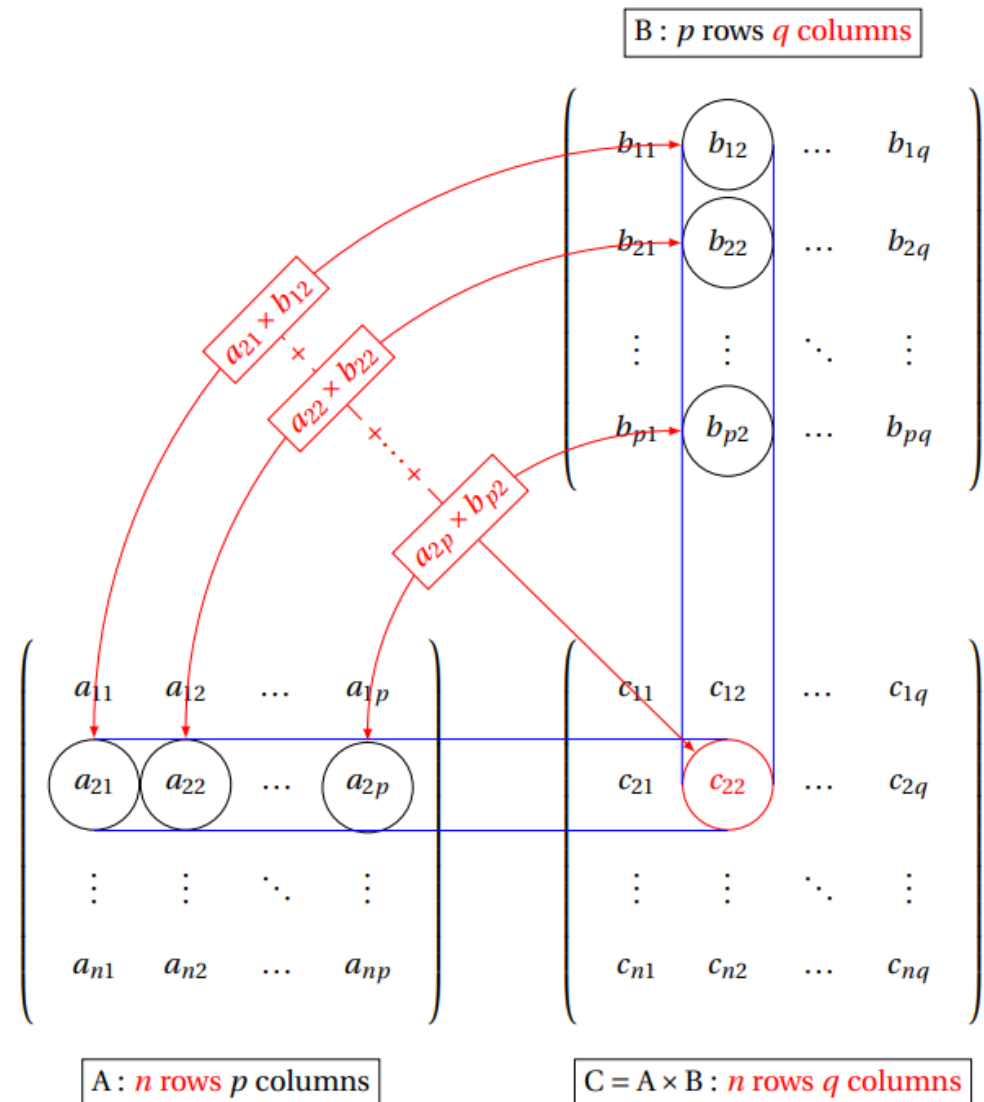 B : p rows q columns
b₁₁ b₁₂ … b₁q
b₂₁ b₂₂ … b₂q
⋮ ⋮ ⋱ ⋮
bₚ₁ bₚ₂ … bₚq
a₂₁ × b₁₂
+
a₂₂ × b₂₂
+ … +
a₂ₚ × bₚ₂
a₁₁ a₁₂ … a₁ₚ
a₂₁ a₂₂ … a₂ₚ
⋮ ⋮ ⋱ ⋮
aₙ₁ aₙ₂ … aₙₚ
A : n rows p columns
c₁₁ c₁₂ … c₁q
c₂₁ c₂₂ … c₂q
⋮ ⋮ ⋱ ⋮
cₙ₁ cₙ₂ … cₙq
C = A × B : n rows q columns